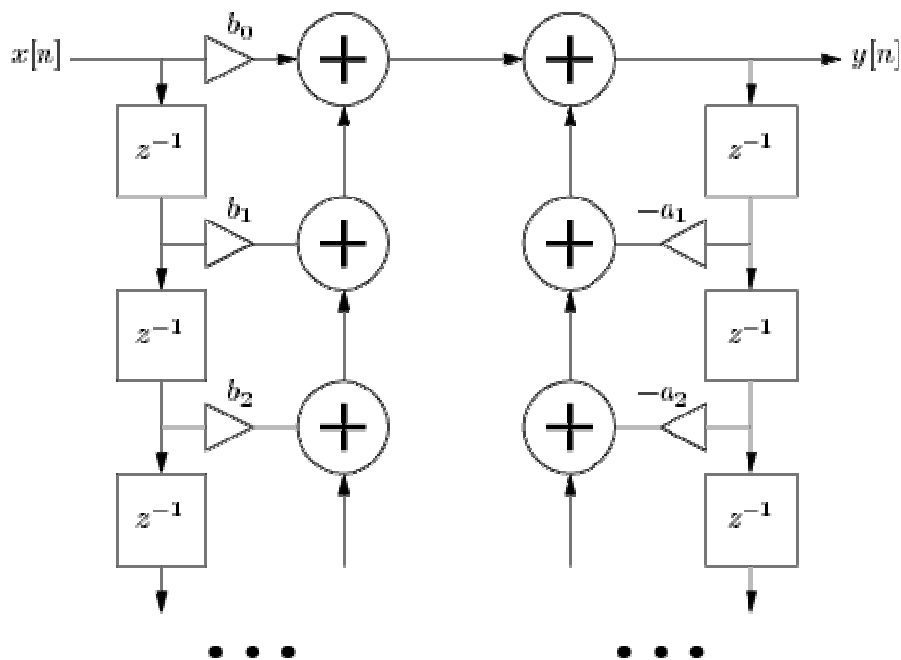 b₀
x[n] y[n]
z⁻¹ z⁻¹
b₁ −a₁
z⁻¹ z⁻¹
b₂ −a₂
z⁻¹ z⁻¹